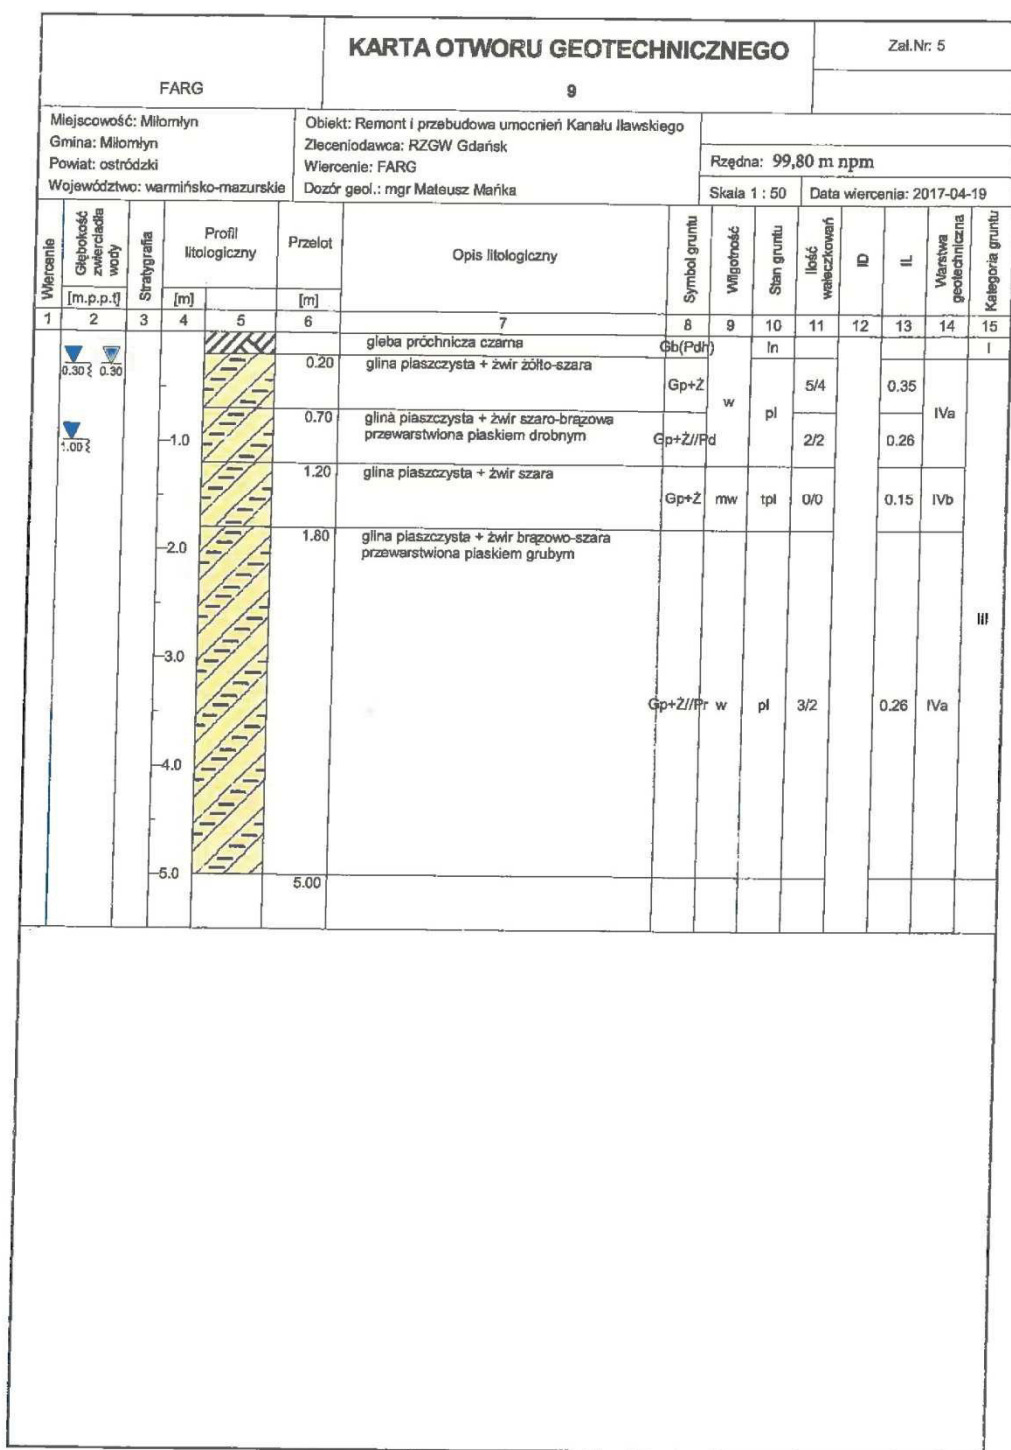 KARTA OTWORU GEOTECHNICZNEGO
Zał.Nr: 5
FARG
9
Miejscowość: Miłomłyn
Gmina: Miłomłyn
Powiat: ostródzki
Województwo: warmińsko-mazurskie
Obiekt: Remont i przebudowa umocnień Kanału Iławskiego
Zleceniodawca: RZGW Gdańsk
Wiercenie: FARG
Dozór geol.: mgr Mateusz Mańka
Rzędna: 99,80 m npm
Skala 1 : 50 Data wiercenia: 2017-04-19
Wiercenie
Głębokość zwierciadła wody
[m.p.p.t]
Stratygrafia
Profil litologiczny
[m]
Przelot
[m]
Opis litologiczny
Symbol gruntu
Wilgotność
Stan gruntu
Ilość wałeczkowań
ID
IL
Warstwa geotechniczna
Kategoria gruntu
1 2 3 4 5 6 7 8 9 10 11 12 13 14 15
gleba próchnicza czarna Gb(Pdh) ln I
0.30 0.30
0.20 glina piaszczysta + żwir żółto-szara
Gp+Ż w pl 5/4 0.35 IVa
0.70 glina piaszczysta + żwir szaro-brązowa
przewarstwiona piaskiem drobnym
1.00
1.0
Gp+Ż//Pd 2/2 0.26
1.20 glina piaszczysta + żwir szara
Gp+Ż mw tpl 0/0 0.15 IVb
1.80 glina piaszczysta + żwir brązowo-szara
przewarstwiona piaskiem grubym
2.0
III
3.0
Gp+Ż//Pr w pl 3/2 0.26 IVa
4.0
5.0
5.00